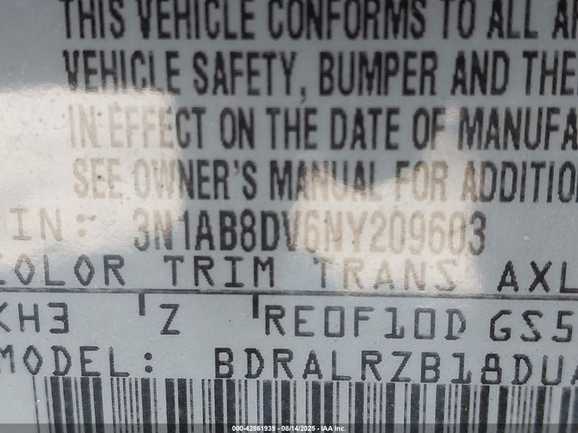 THIS VEHICLE CONFORMS TO ALL A
VEHICLE SAFETY, BUMPER AND THE
IN EFFECT ON THE DATE OF MANUFA
SEE OWNER'S MANUAL FOR ADDITION
IN: 3N1AB8DV6NY209603
COLOR TRIM TRANS AXL
KH3 Z RE0F10D GS5
MODEL: BDRALRZB18DUA
000-42861939 - 08/14/2025 - IAA Inc.